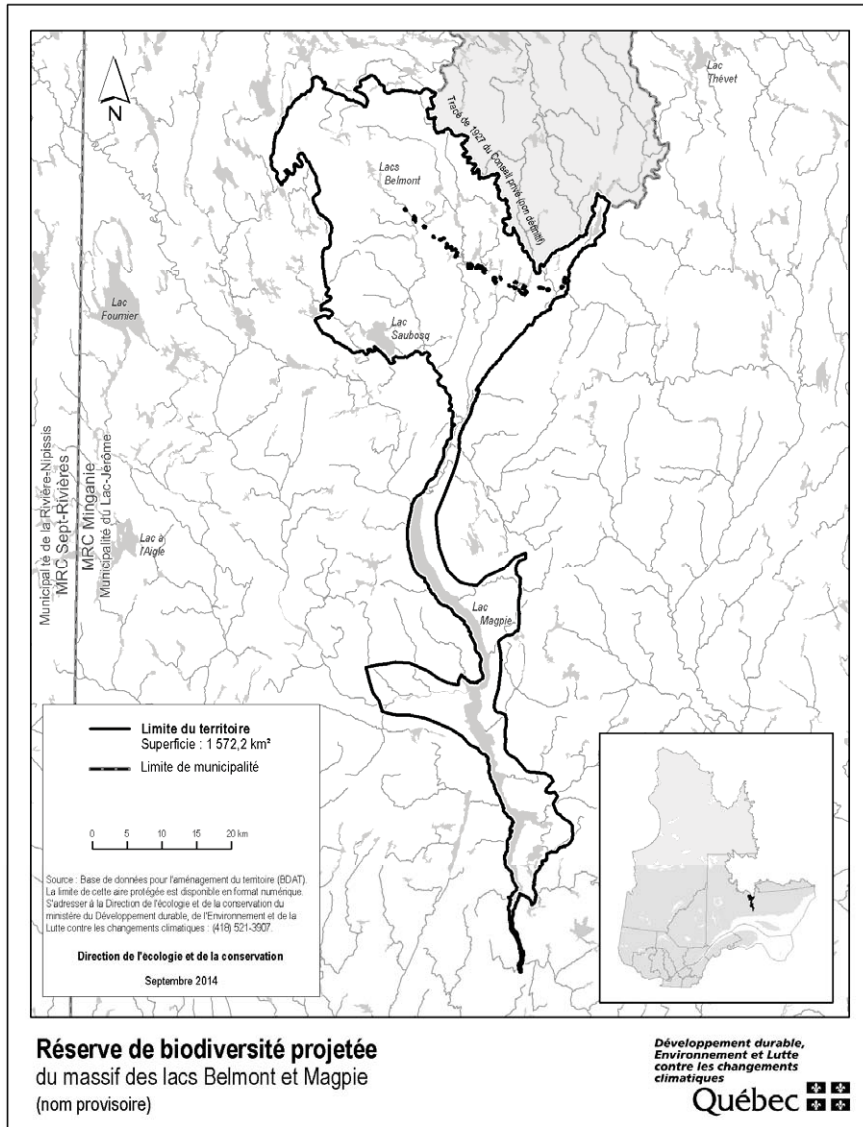 N
Lac
Thévet
Tracé de 1927 du Conseil privé (non définitif)
Lacs
Belmont
Lac
Fournier
Lac
Saubosq
Municipalité de la Rivière-Nipissis
MRC Sept-Rivières
MRC Minganie
Municipalité du Lac-Jérôme
Lac à
l'Aigle
Lac
Magpie
Limite du territoire
Superficie : 1 572,2 km²
Limite de municipalité
0 5 10 15 20 km
Source : Base de données pour l'aménagement du territoire (BDAT).
La limite de cette aire protégée est disponible en format numérique.
S'adresser à la Direction de l'écologie et de la conservation du
ministère du Développement durable, de l'Environnement et de la
Lutte contre les changements climatiques : (418) 521-3907.
Direction de l'écologie et de la conservation
Septembre 2014
Réserve de biodiversité projetée
du massif des lacs Belmont et Magpie
(nom provisoire)
Développement durable,
Environnement et Lutte
contre les changements
climatiques
Québec